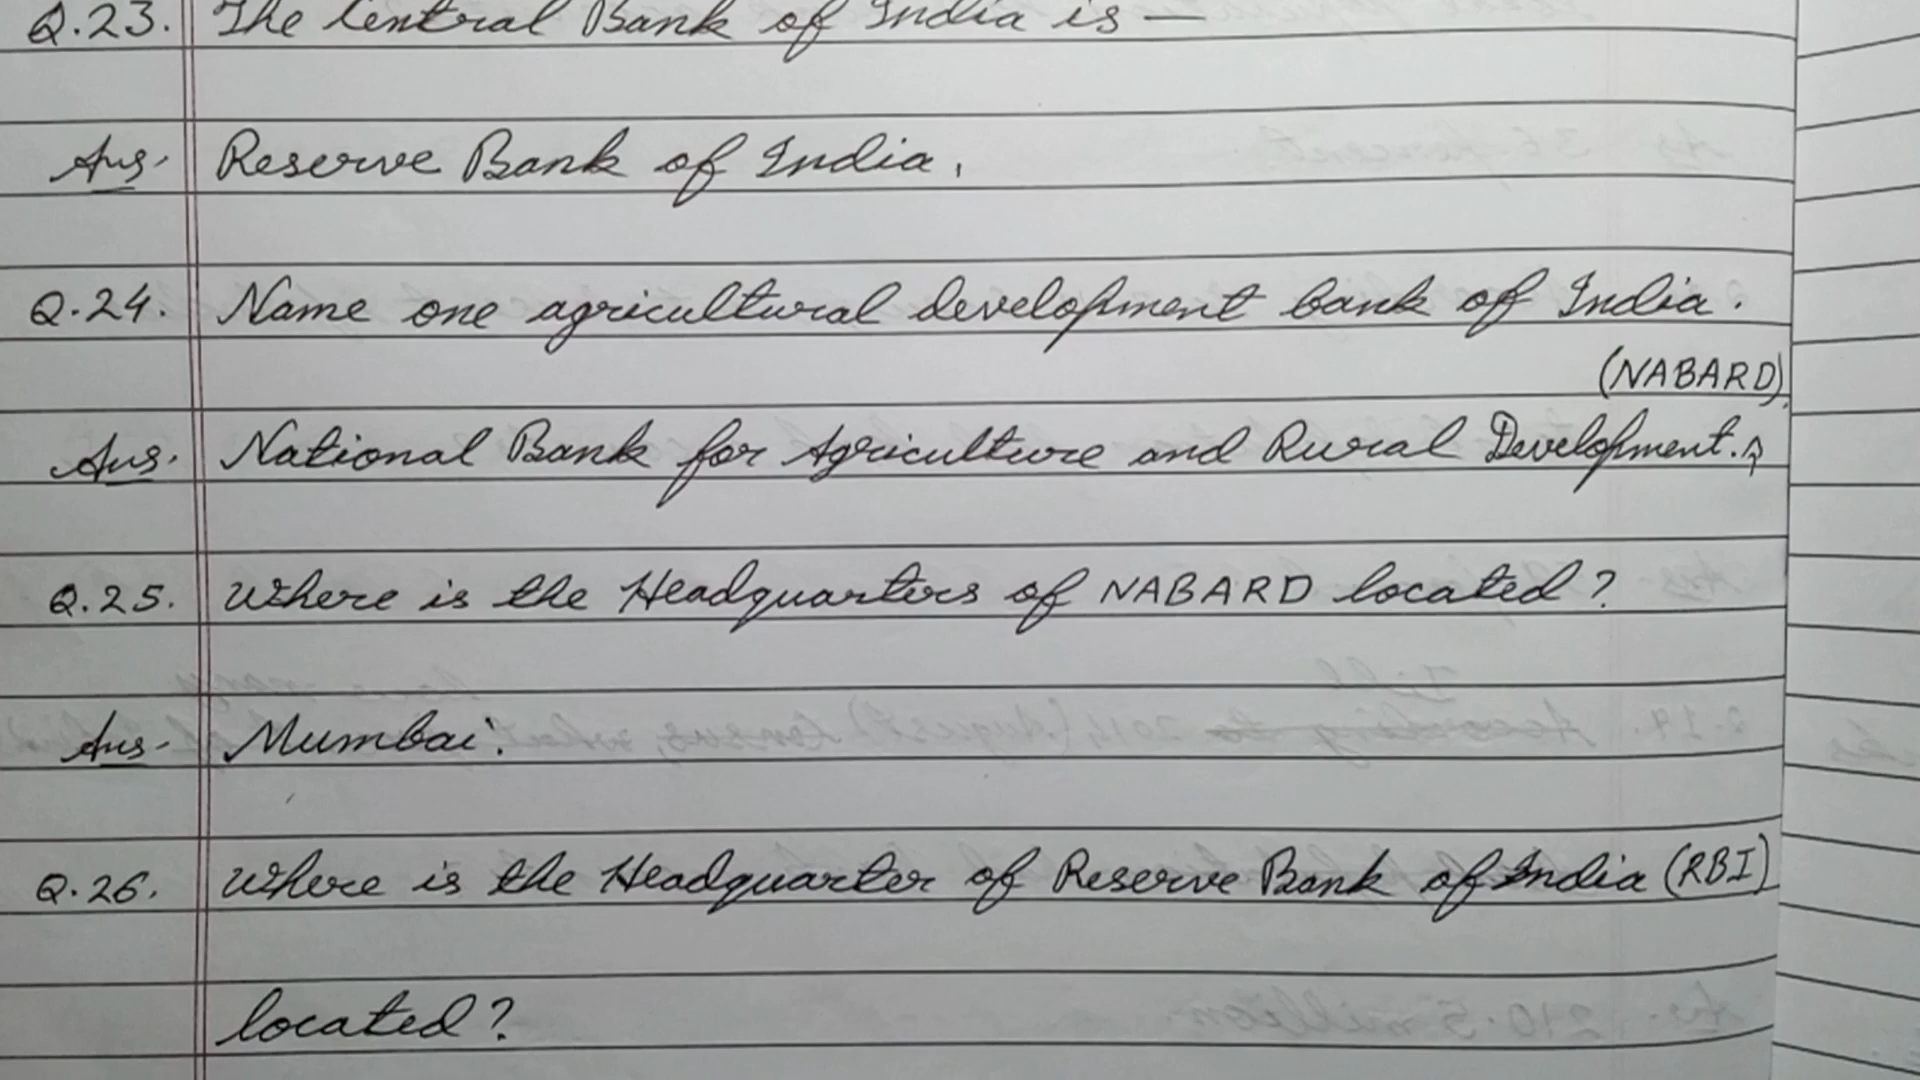 Q.23. The Central Bank of India is —
Ans. Reserve Bank of India.
Q.24. Name one agricultural development bank of India.
(NABARD)
Ans. National Bank for Agriculture and Rural Development.
Q.25. Where is the Headquarters of NABARD located?
Ans- Mumbai.
Q.26. Where is the Headquarter of Reserve Bank of India (RBI)
located?